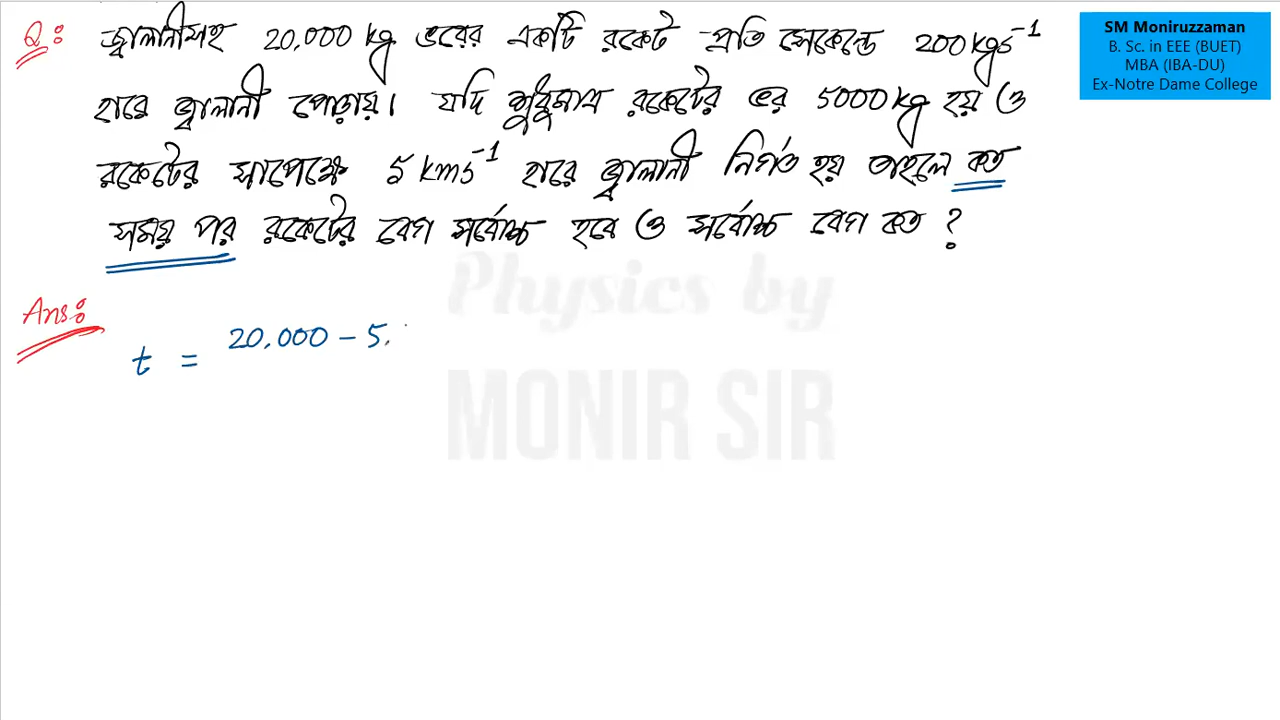 Q: জ্বালানীসহ 20,000 kg ভরের একটি রকেট প্রতি সেকেন্ডে 200 kgs⁻¹
হারে জ্বালানী পোড়ায়। যদি শুধুমাত্র রকেটের ভর 5000 kg হয় ও
রকেটের সাপেক্ষে 5 kms⁻¹ হারে জ্বালানী নির্গত হয় তাহলে কত
সময় পর রকেটের বেগ সর্বোচ্চ হবে ও সর্বোচ্চ বেগ কত ?
SM Moniruzzaman
B. Sc. in EEE (BUET)
MBA (IBA-DU)
Ex-Notre Dame College
Physics by
MONIR SIR
Ans:
t = 20,000 - 5.